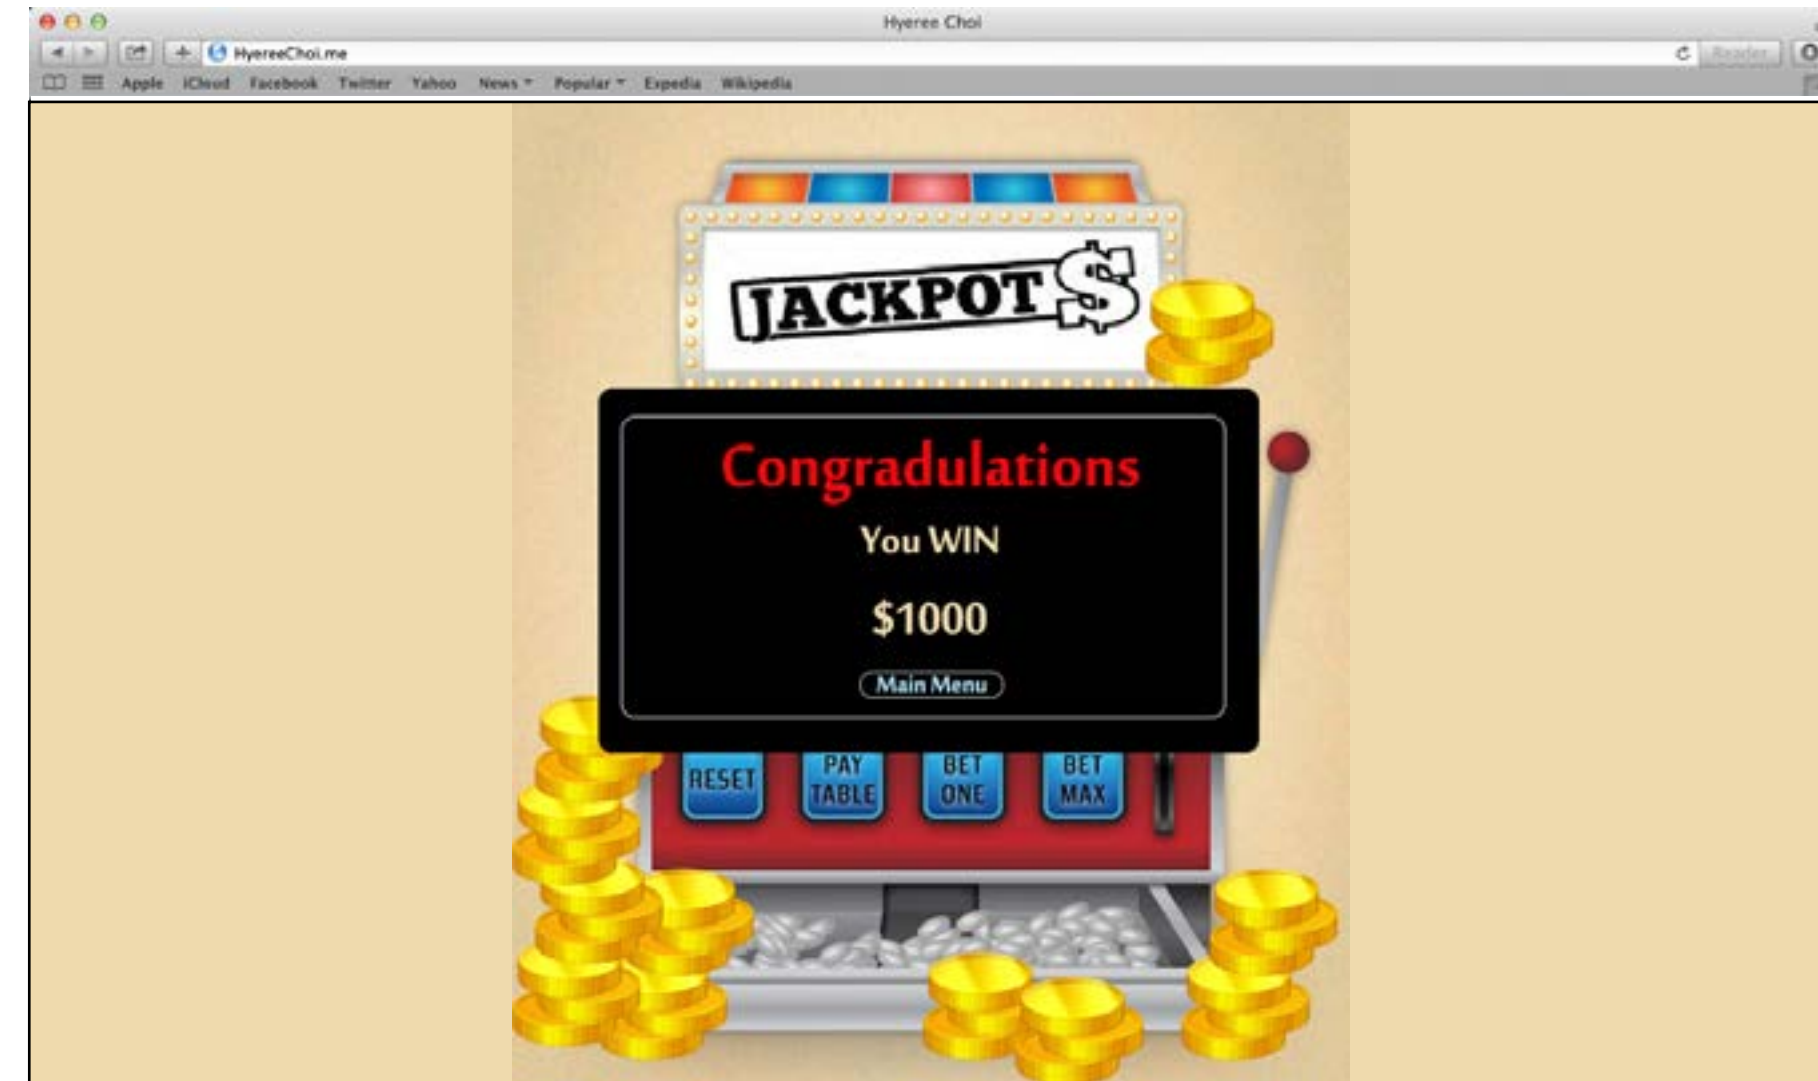 Hyeree Choi
HyereeChoi.me
Reader
Apple iCloud Facebook Twitter Yahoo News Popular Expedia Wikipedia
JACKPOT$
Congradulations
You WIN
$1000
Main Menu
RESET PAY TABLE BET ONE BET MAX